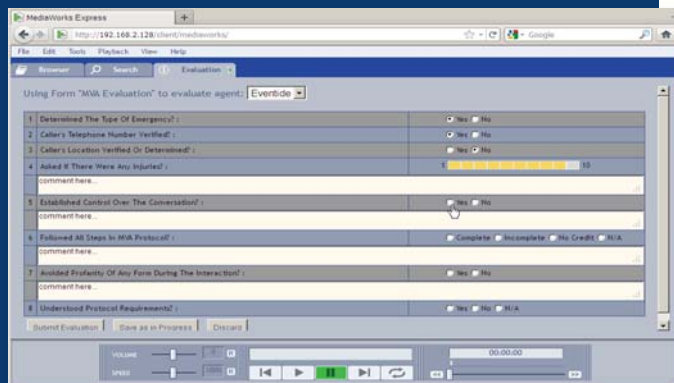 MediaWorks Express
http://192.168.2.128/client/mediaworks/
Google
File Edit Tools Playback View Help
Browser Search Evaluation
Using Form "MVA Evaluation" to evaluate agent: Eventide
1 Determined The Type Of Emergency? : Yes No
2 Caller's Telephone Number Verified? : Yes No
3 Caller's Location Verified Or Determined? : Yes No
4 Asked If There Were Any Injuries? : 1 10
comment here...
5 Established Control Over The Conversation? : Yes No
comment here...
6 Followed All Steps In MVA Protocol? : Complete Incomplete No Credit N/A
comment here...
7 Avoided Profanity Of Any Form During The Interaction? : Yes No
comment here...
8 Understood Protocol Requirements? : Yes No N/A
Submit Evaluation Save as in Progress Discard
VOLUME R 00:00:00
SPEED 100% R